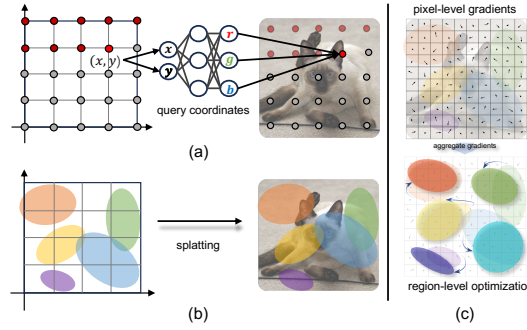 (x,y)
x
y
r
g
b
query coordinates
(a)
splatting
(b)
pixel-level gradients
aggregate gradients
region-level optimizatio
(c)